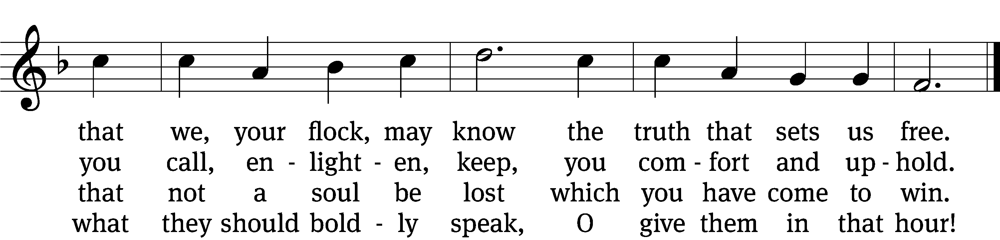 that we, your flock, may know the truth that sets us free.
you call, en - light - en, keep, you com - fort and up - hold.
that not a soul be lost which you have come to win.
what they should bold - ly speak, O give them in that hour!